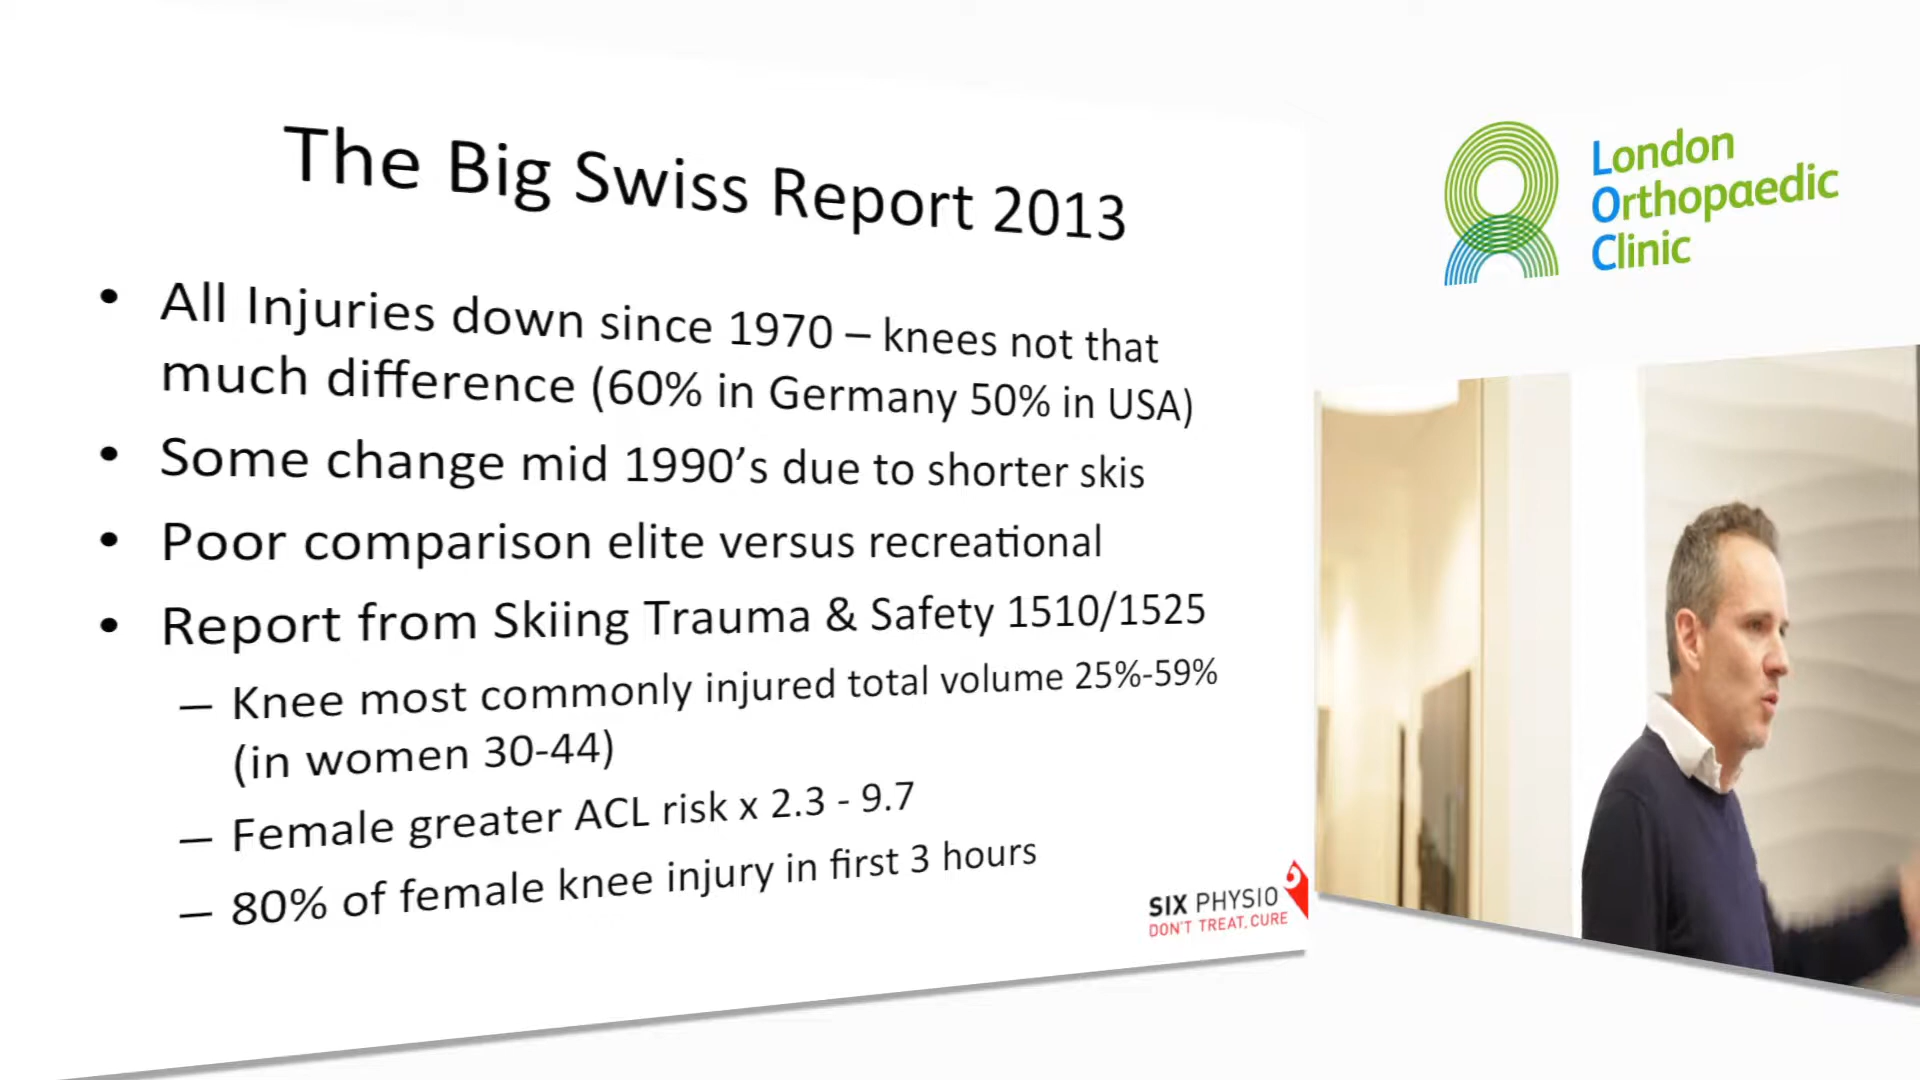 The Big Swiss Report 2013
• All Injuries down since 1970 – knees not that
much difference (60% in Germany 50% in USA)
• Some change mid 1990’s due to shorter skis
• Poor comparison elite versus recreational
• Report from Skiing Trauma & Safety 1510/1525
– Knee most commonly injured total volume 25%-59%
(in women 30-44)
– Female greater ACL risk x 2.3 - 9.7
– 80% of female knee injury in first 3 hours
SIX PHYSIO
DON'T TREAT, CURE
London
Orthopaedic
Clinic